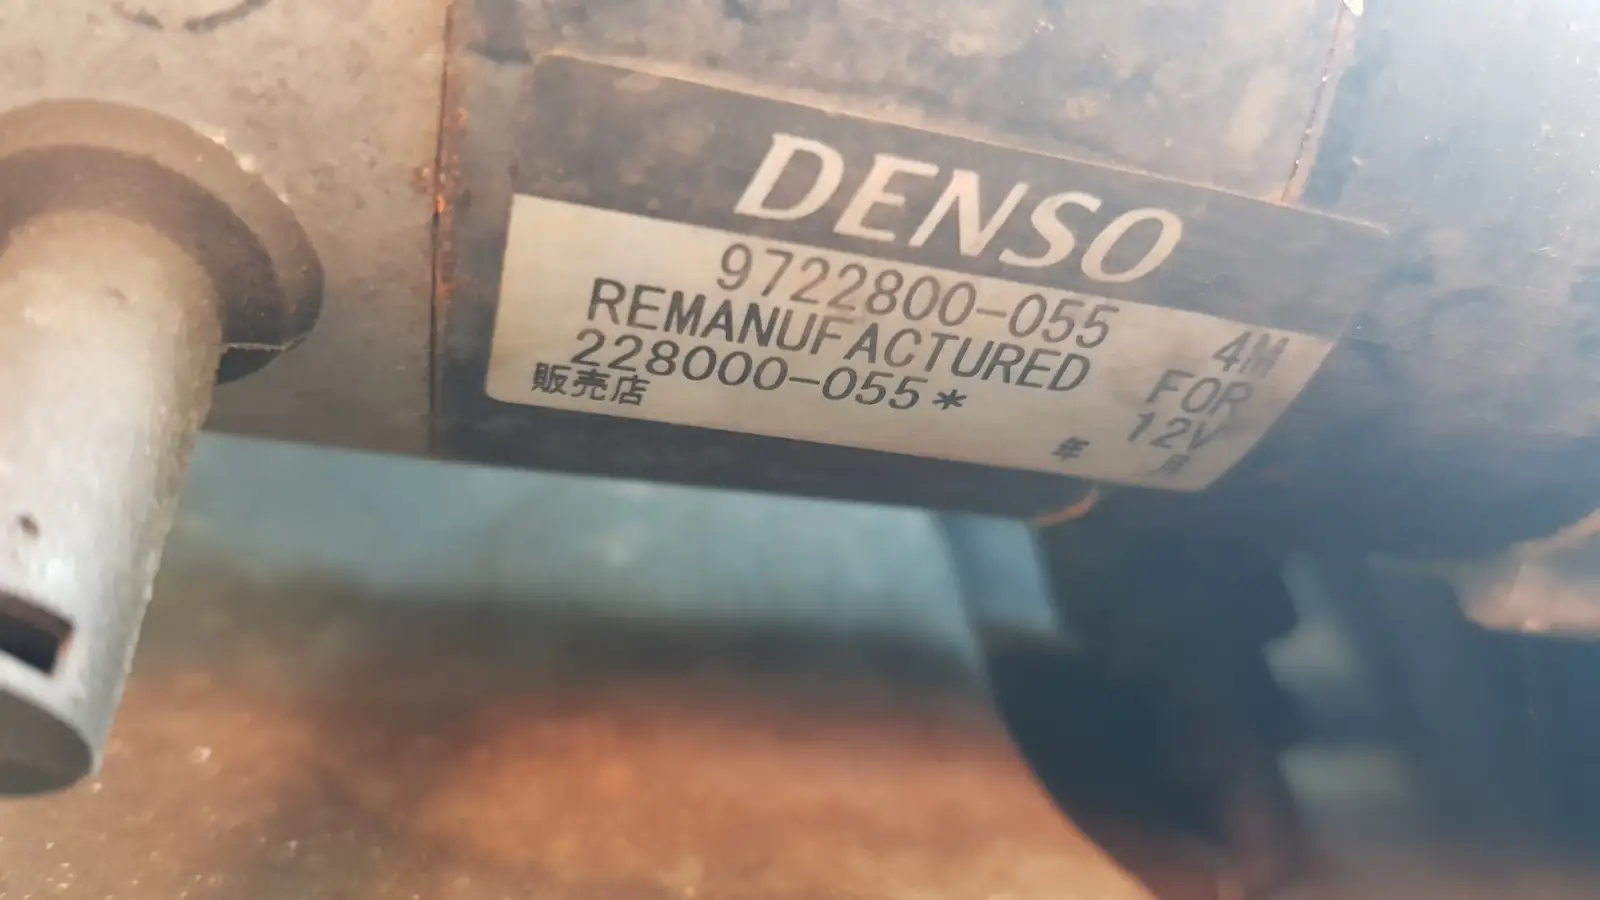 DENSO
9722800-055 4M
REMANUFACTURED FOR
228000-055* 12V
販売店 年 月